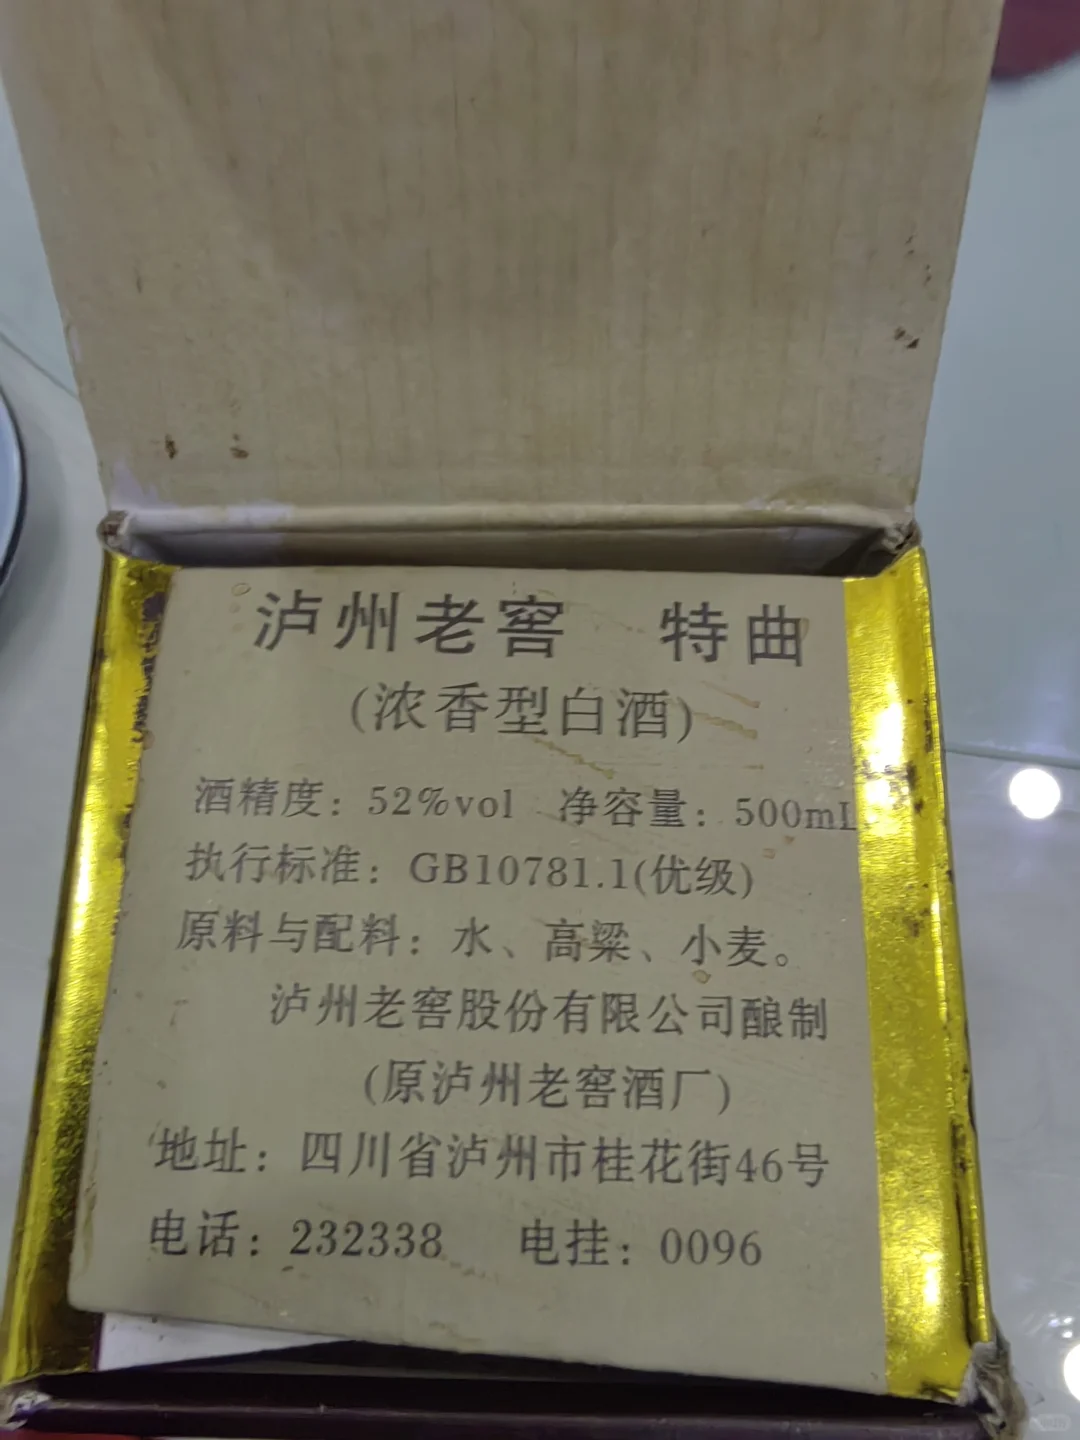 泸州老窖 特曲
(浓香型白酒)
酒精度：52%vol 净容量：500mL
执行标准：GB10781.1(优级)
原料与配料：水、高粱、小麦。
泸州老窖股份有限公司酿制
(原泸州老窖酒厂)
地址：四川省泸州市桂花街46号
电话：232338 电挂：0096